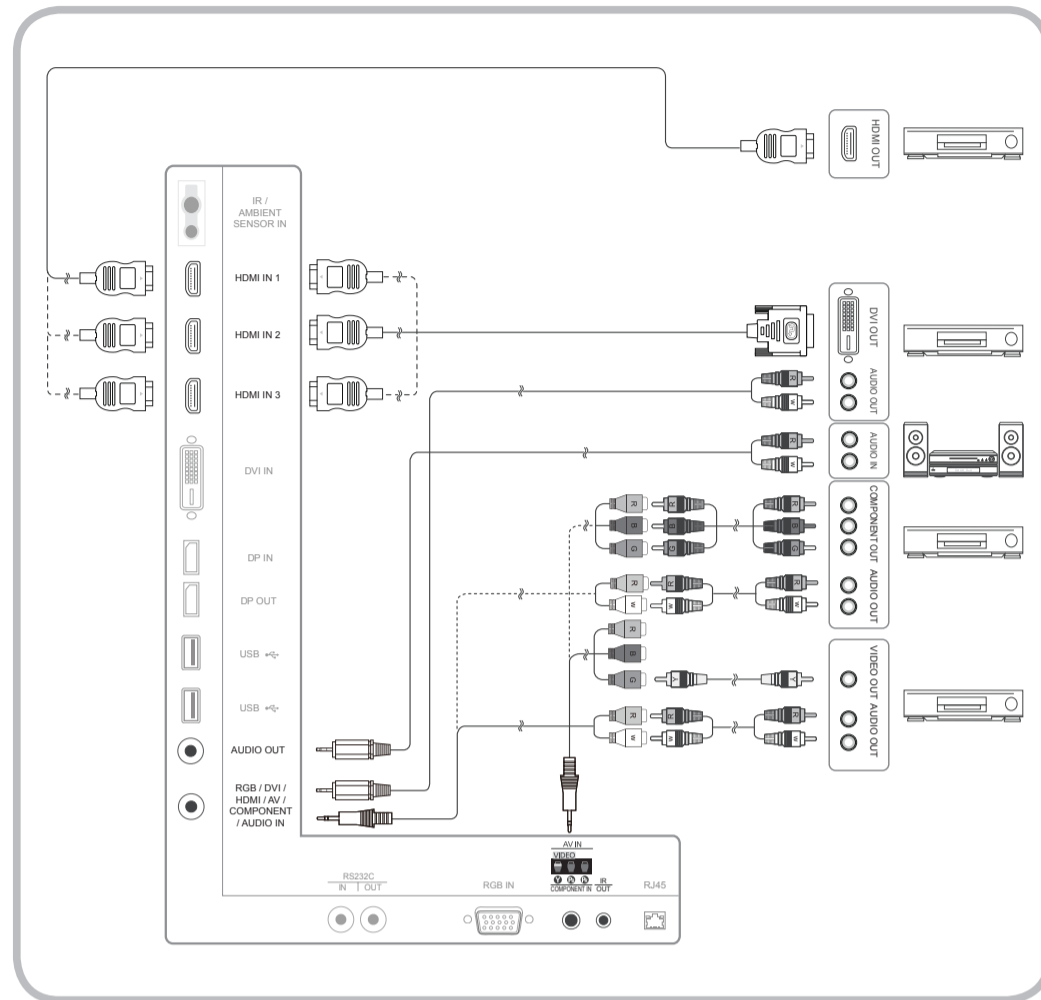 HDMI OUT
IR /
AMBIENT
SENSOR IN
HDMI IN 1
HDMI IN 2
HDMI IN 3
DVI IN
DP IN
DP OUT
USB
USB
AUDIO OUT
RGB / DVI /
HDMI / AV /
COMPONENT
/ AUDIO IN
DVI OUT
AUDIO OUT
R
W
AUDIO IN
R
W
COMPONENT OUT
AUDIO OUT
R R R
B B B
G G G
R R R
W W W
VIDEO OUT
AUDIO OUT
R
B
G Y Y
R R R
W W W
AV IN
VIDEO
Y PB PR
COMPONENT IN
IR
OUT
RS232C
IN OUT
RGB IN
RJ45